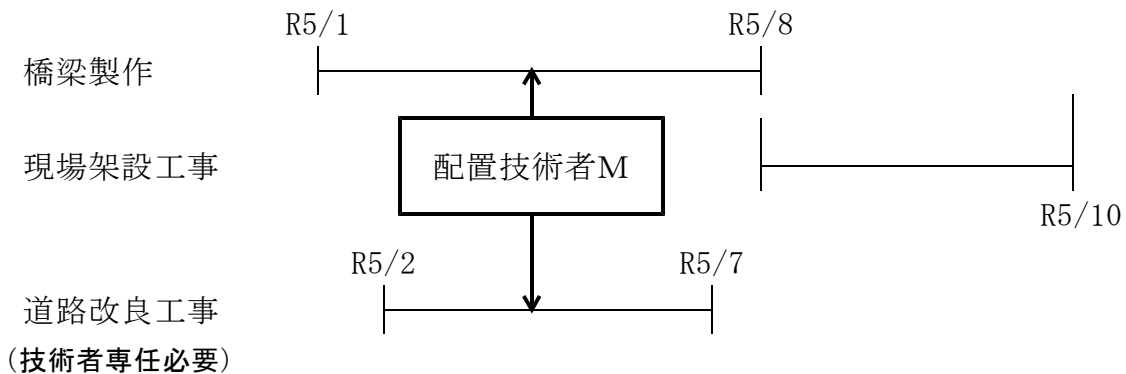 R5/1
R5/8
橋梁製作
現場架設工事
配置技術者M
R5/10
R5/2
R5/7
道路改良工事
(技術者専任必要)